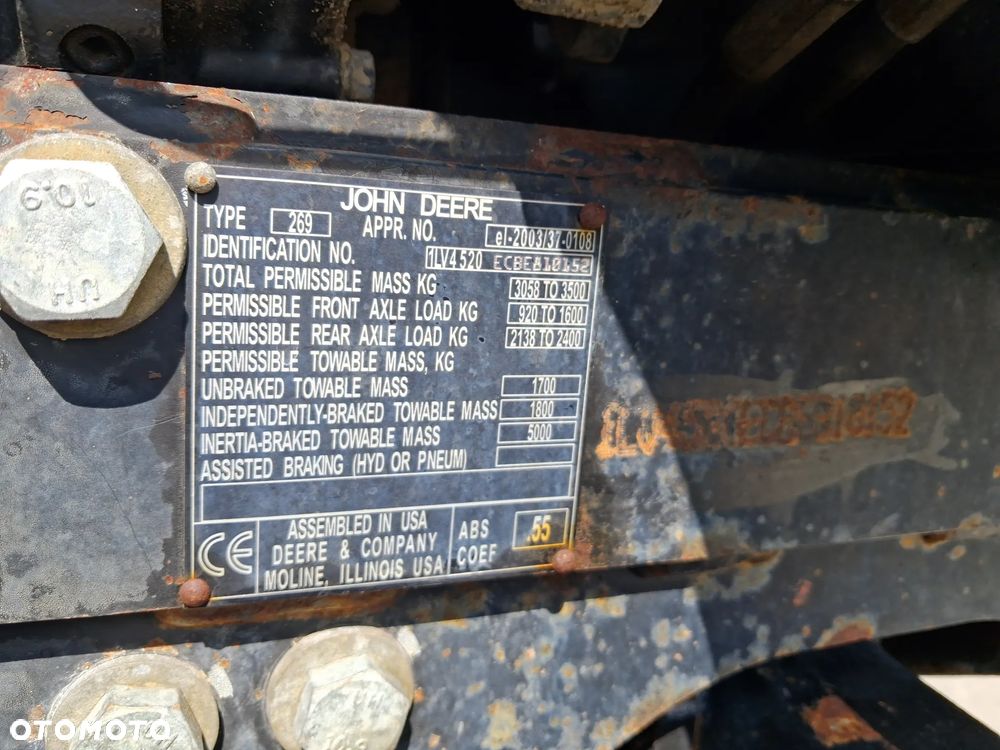 10.9
JOHN DEERE
TYPE 269 APPR. NO. e1-2003/37-0108
IDENTIFICATION NO. 1LV4520
TOTAL PERMISSIBLE MASS KG 3058 TO 3500
PERMISSIBLE FRONT AXLE LOAD KG 920 TO 1600
PERMISSIBLE REAR AXLE LOAD KG 2138 TO 2400
PERMISSIBLE TOWABLE MASS, KG
UNBRAKED TOWABLE MASS 1700
INDEPENDENTLY-BRAKED TOWABLE MASS 1800
INERTIA-BRAKED TOWABLE MASS 5000
ASSISTED BRAKING (HYD OR PNEUM)
CE
ASSEMBLED IN USA
DEERE & COMPANY
MOLINE, ILLINOIS USA
ABS
COEF
.55
OTOMOTO